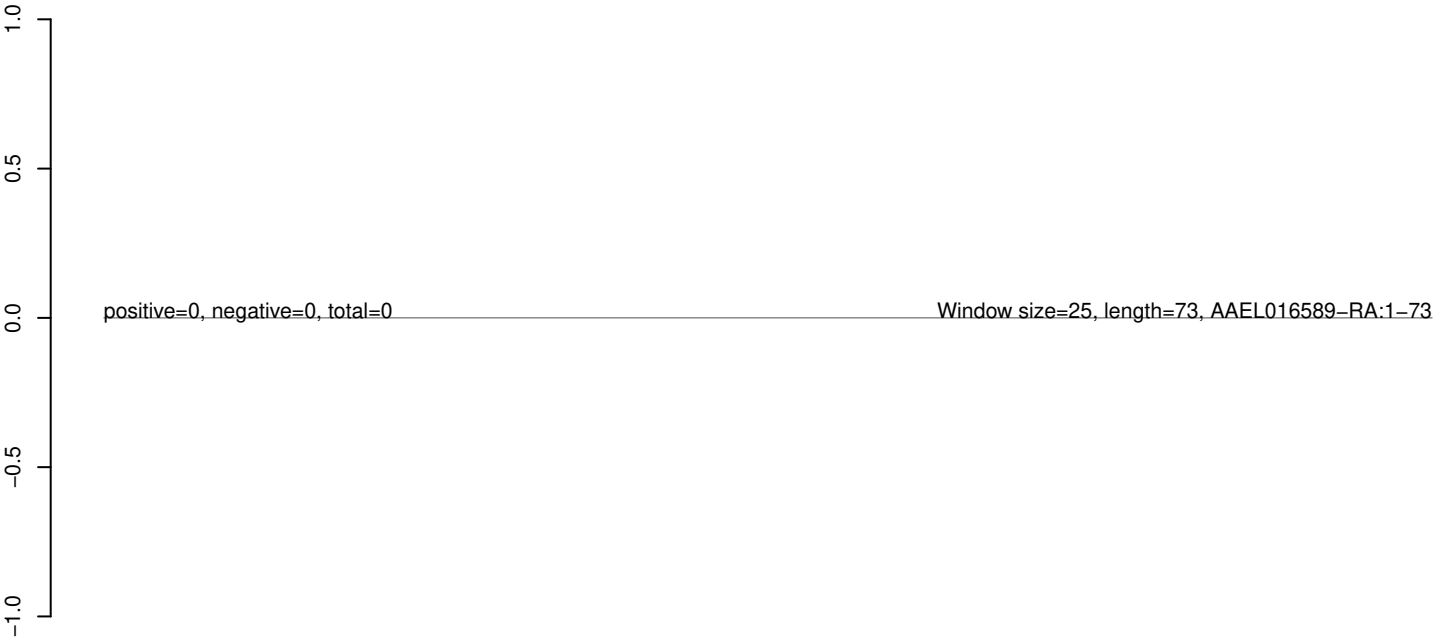 1.0
0.5
0.0
−0.5
−1.0
positive=0, negative=0, total=0
Window size=25, length=73, AAEL016589−RA:1−73